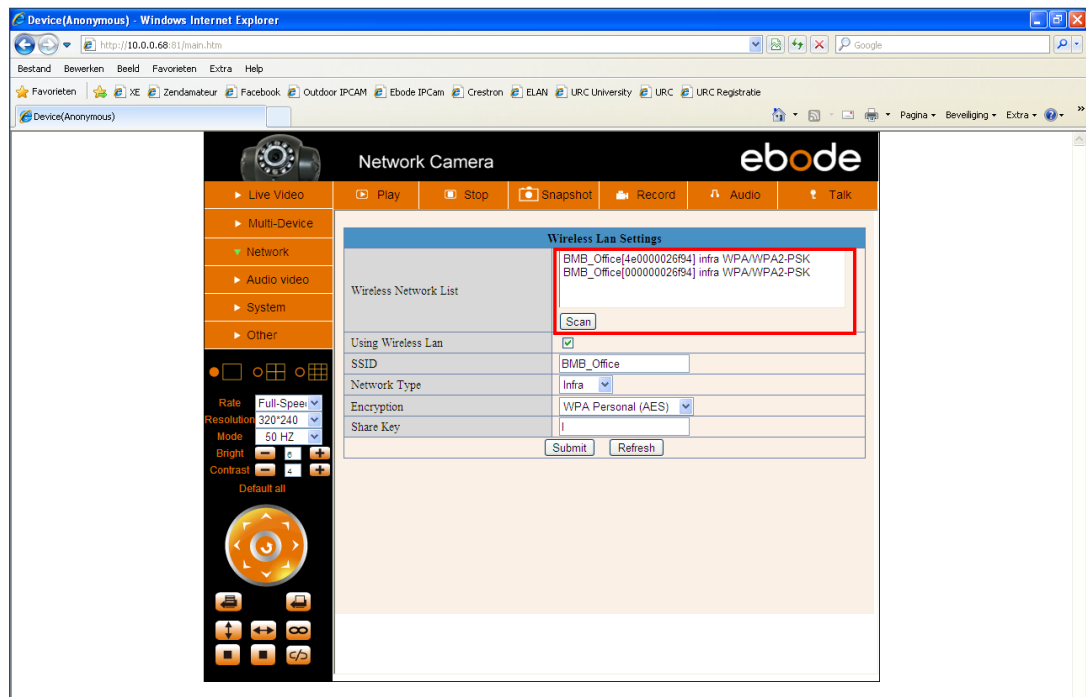 Device(Anonymous) - Windows Internet Explorer
http://10.0.0.68:81/main.htm
Google
Bestand Bewerken Beeld Favorieten Extra Help
Favorieten XE Zendamateur Facebook Outdoor IPCAM Ebode IPCam Crestron ELAN URC University URC URC Registratie
Device(Anonymous)
Pagina Beveiliging Extra »
Network Camera
ebode
Live Video
Play Stop Snapshot Record Audio Talk
Multi-Device
Network
Audio video
System
Other
Wireless Lan Settings
Wireless Network List
BMB_Office[4e0000026f94] infra WPA/WPA2-PSK
BMB_Office[000000026f94] infra WPA/WPA2-PSK
Scan
Using Wireless Lan
SSID BMB_Office
Network Type Infra
Encryption WPA Personal (AES)
Share Key
Submit Refresh
Rate Full-Speed
Resolution 320*240
Mode 50 HZ
Bright 6
Contrast 4
Default all